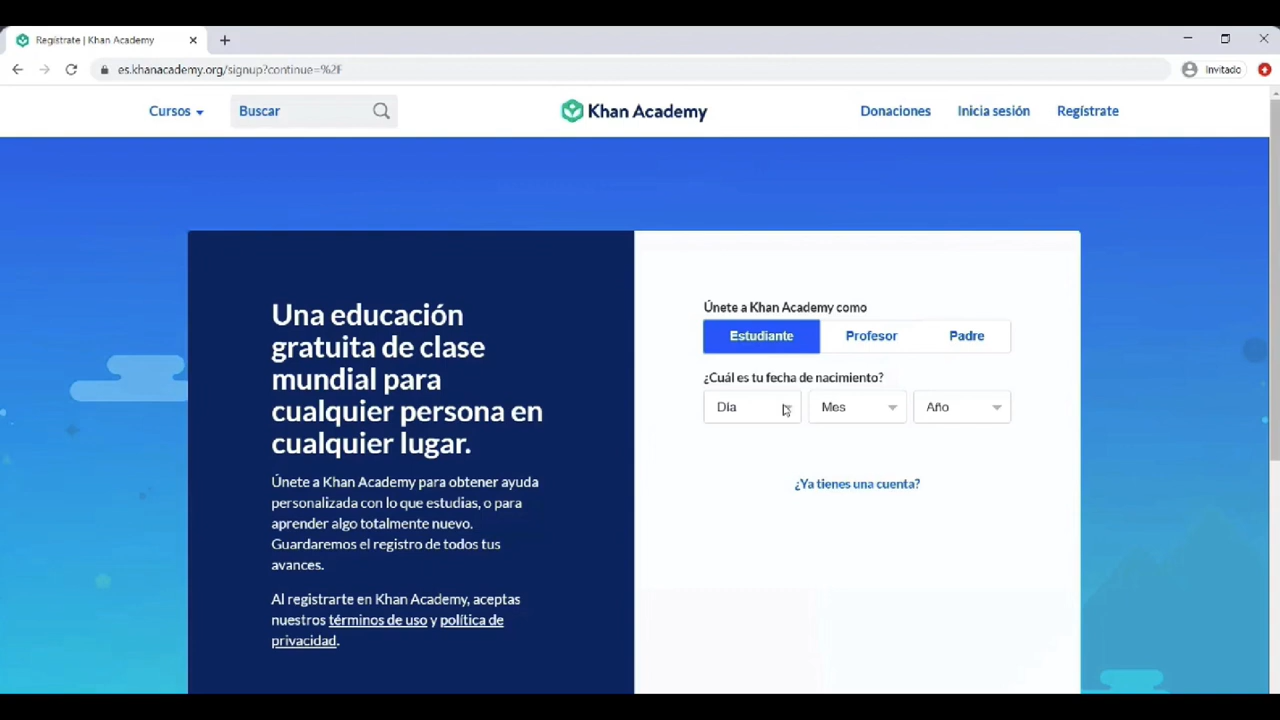 Regístrate | Khan Academy
es.khanacademy.org/signup?continue=%2F
Invitado
Cursos
Buscar
Khan Academy
Donaciones
Inicia sesión
Regístrate
Una educación
gratuita de clase
mundial para
cualquier persona en
cualquier lugar.
Únete a Khan Academy para obtener ayuda
personalizada con lo que estudias, o para
aprender algo totalmente nuevo.
Guardaremos el registro de todos tus
avances.
Al registrarte en Khan Academy, aceptas
nuestros términos de uso y política de
privacidad.
Únete a Khan Academy como
Estudiante
Profesor
Padre
¿Cuál es tu fecha de nacimiento?
Día
Mes
Año
¿Ya tienes una cuenta?